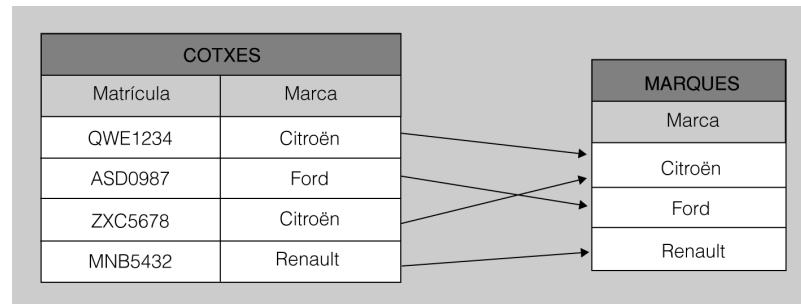 COTXES
Matrícula Marca
QWE1234 Citroën
ASD0987 Ford
ZXC5678 Citroën
MNB5432 Renault
MARQUES
Marca
Citroën
Ford
Renault